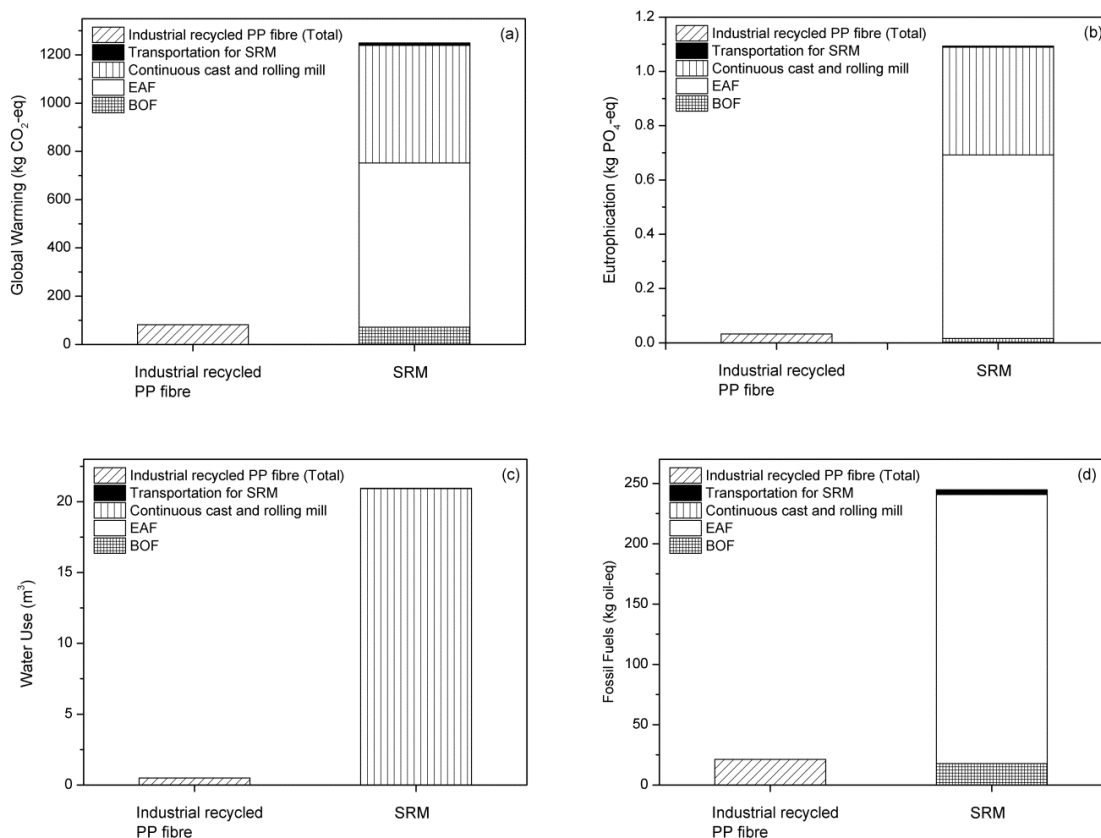 Industrial recycled PP fibre (Total)
Transportation for SRM
Continuous cast and rolling mill
EAF
BOF
(a)
Global Warming (kg CO₂-eq)
1200
1000
800
600
400
200
0
Industrial recycled
PP fibre
SRM
Industrial recycled PP fibre (Total)
Transportation for SRM
Continuous cast and rolling mill
EAF
BOF
(b)
Eutrophication (kg PO₄-eq)
1.2
1.0
0.8
0.6
0.4
0.2
0.0
Industrial recycled
PP fibre
SRM
Industrial recycled PP fibre (Total)
Transportation for SRM
Continuous cast and rolling mill
EAF
BOF
(c)
Water Use (m³)
20
15
10
5
0
Industrial recycled
PP fibre
SRM
Industrial recycled PP fibre (Total)
Transportation for SRM
Continuous cast and rolling mill
EAF
BOF
(d)
Fossil Fuels (kg oil-eq)
250
200
150
100
50
0
Industrial recycled
PP fibre
SRM